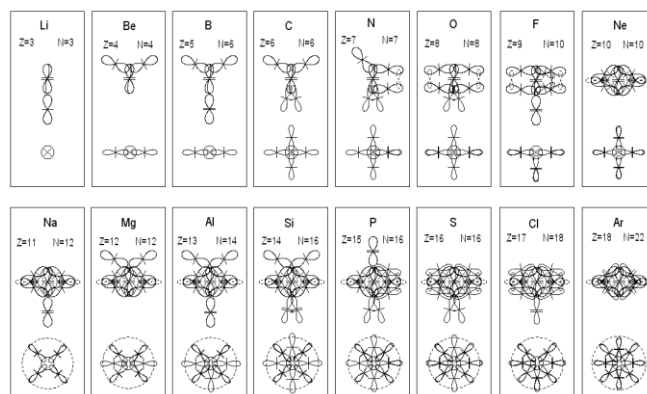 Li
Z=3 N=3
Be
Z=4 N=4
B
Z=5 N=6
C
Z=6 N=6
N
Z=7 N=7
O
Z=8 N=8
F
Z=9 N=10
Ne
Z=10 N=10
Na
Z=11 N=12
Mg
Z=12 N=12
Al
Z=13 N=14
Si
Z=14 N=16
P
Z=15 N=16
S
Z=16 N=16
Cl
Z=17 N=18
Ar
Z=18 N=22